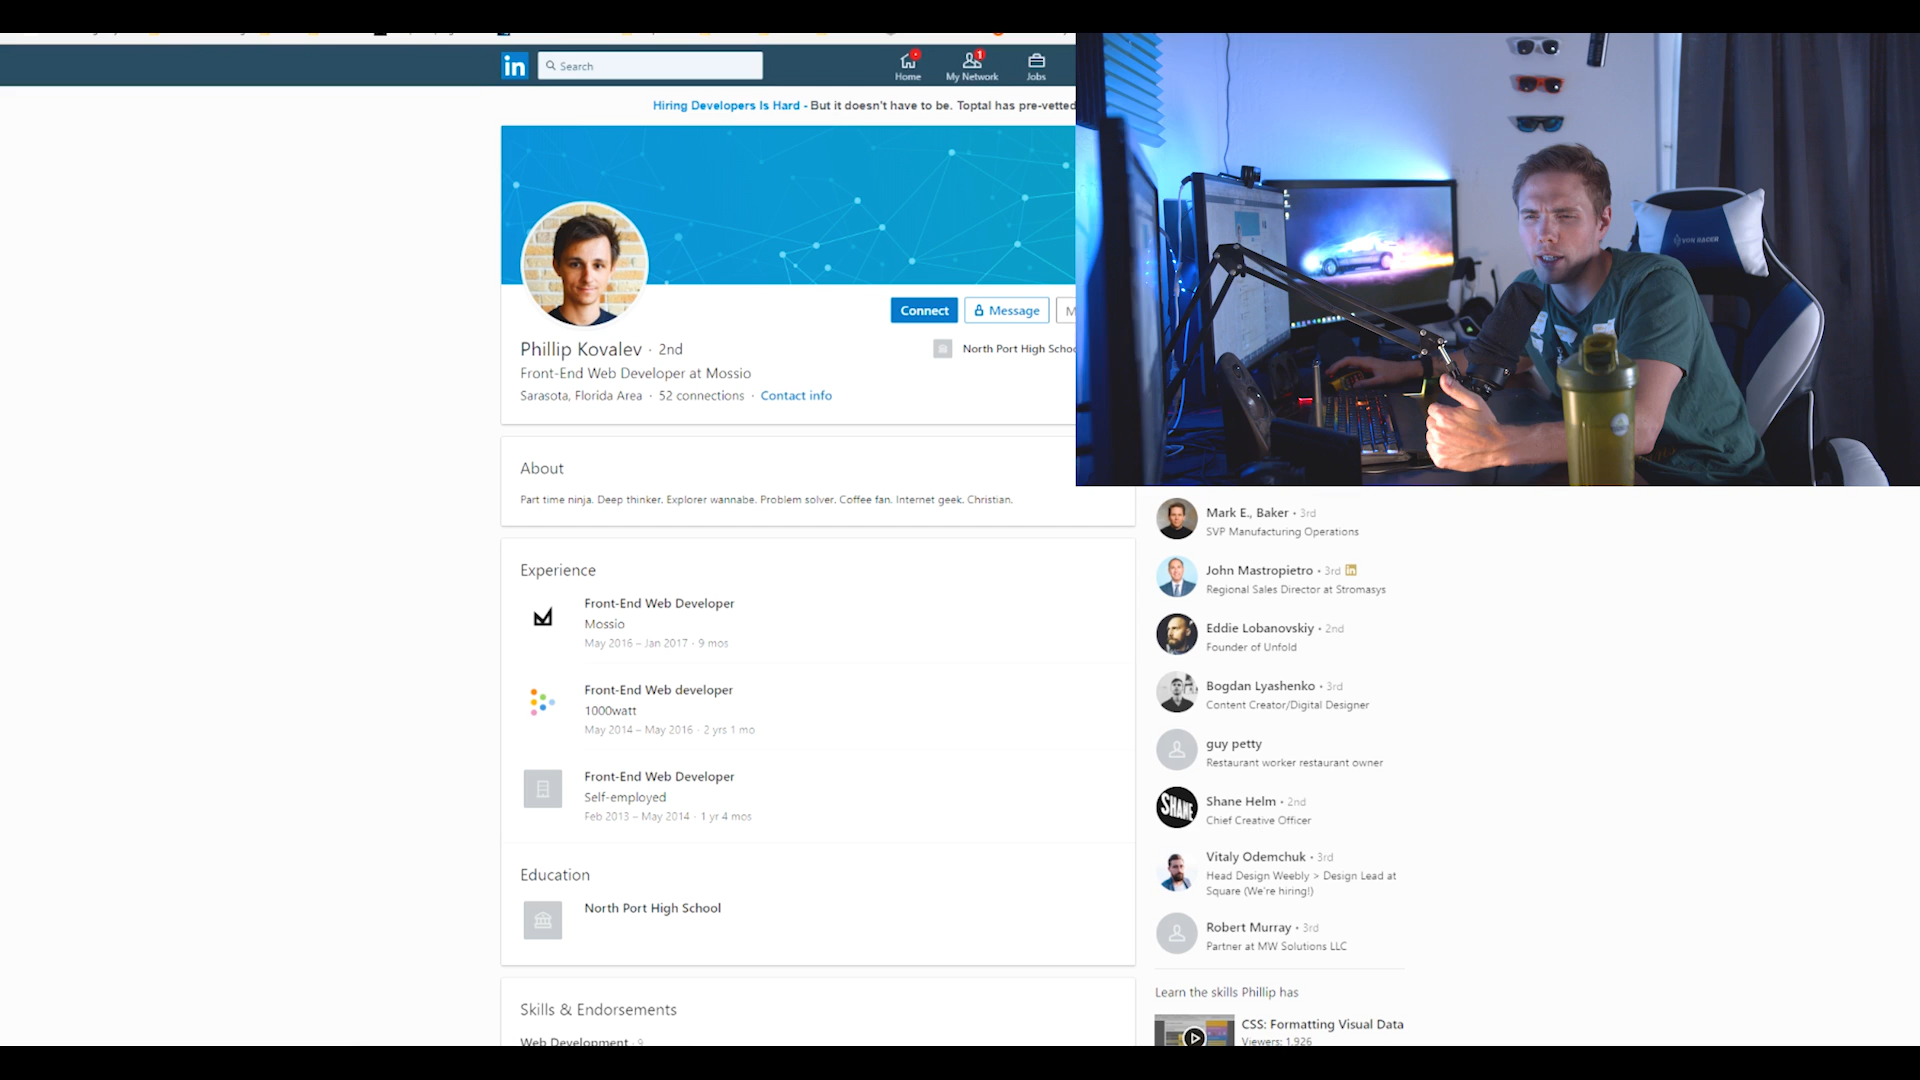 in
Search
Home
1
My Network
Jobs
Hiring Developers Is Hard - But it doesn't have to be. Toptal has pre-vetted
Connect
Message
M
Phillip Kovalev · 2nd
North Port High Schoo
Front-End Web Developer at Mossio
Sarasota, Florida Area · 52 connections · Contact info
About
Part time ninja. Deep thinker. Explorer wannabe. Problem solver. Coffee fan. Internet geek. Christian.
Experience
Front-End Web Developer
Mossio
May 2016 – Jan 2017 · 9 mos
Front-End Web developer
1000watt
May 2014 – May 2016 · 2 yrs 1 mo
Front-End Web Developer
Self-employed
Feb 2013 – May 2014 · 1 yr 4 mos
Education
North Port High School
Skills & Endorsements
Web Development · 9
VON RACER
Mark E., Baker • 3rd
SVP Manufacturing Operations
John Mastropietro • 3rd in
Regional Sales Director at Stromasys
Eddie Lobanovskiy • 2nd
Founder of Unfold
Bogdan Lyashenko • 3rd
Content Creator/Digital Designer
guy petty
Restaurant worker restaurant owner
SHANE
Shane Helm • 2nd
Chief Creative Officer
Vitaly Odemchuk • 3rd
Head Design Weebly > Design Lead at
Square (We're hiring!)
Robert Murray • 3rd
Partner at MW Solutions LLC
Learn the skills Phillip has
CSS: Formatting Visual Data
Viewers: 1,926